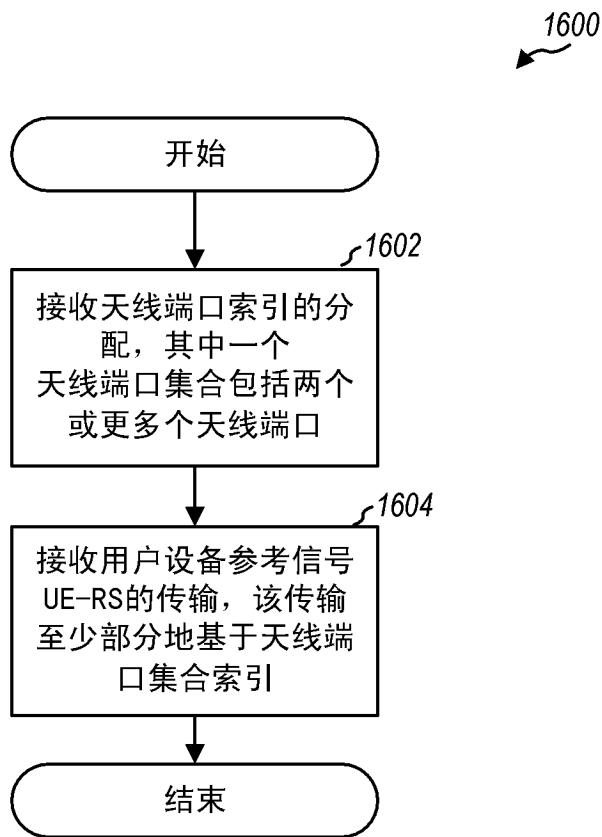 1600
开始
1602
接收天线端口索引的分
配，其中一个
天线端口集合包括两个
或更多个天线端口
1604
接收用户设备参考信号
UE-RS的传输，该传输
至少部分地基于天线端
口集合索引
结束